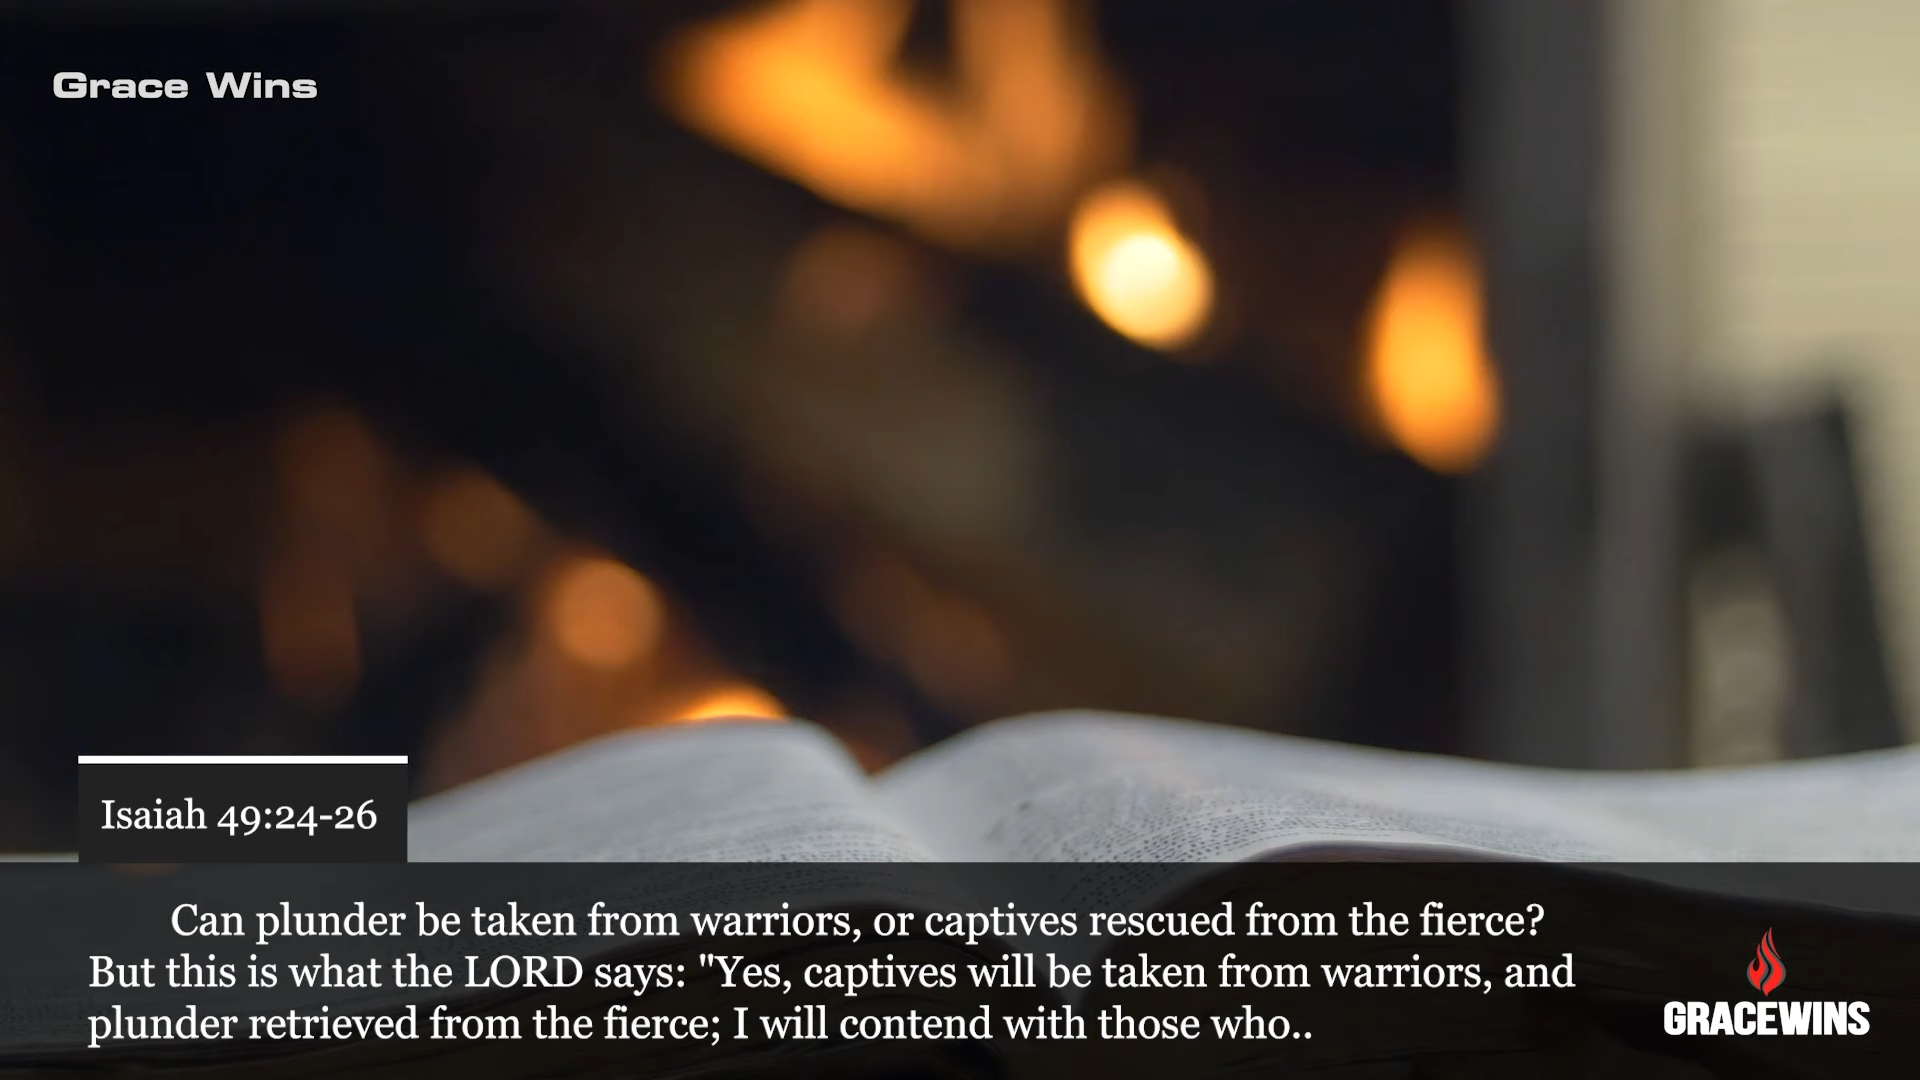 Grace Wins
Isaiah 49:24-26
Can plunder be taken from warriors, or captives rescued from the fierce?
But this is what the LORD says: "Yes, captives will be taken from warriors, and
plunder retrieved from the fierce; I will contend with those who..
GRACEWINS